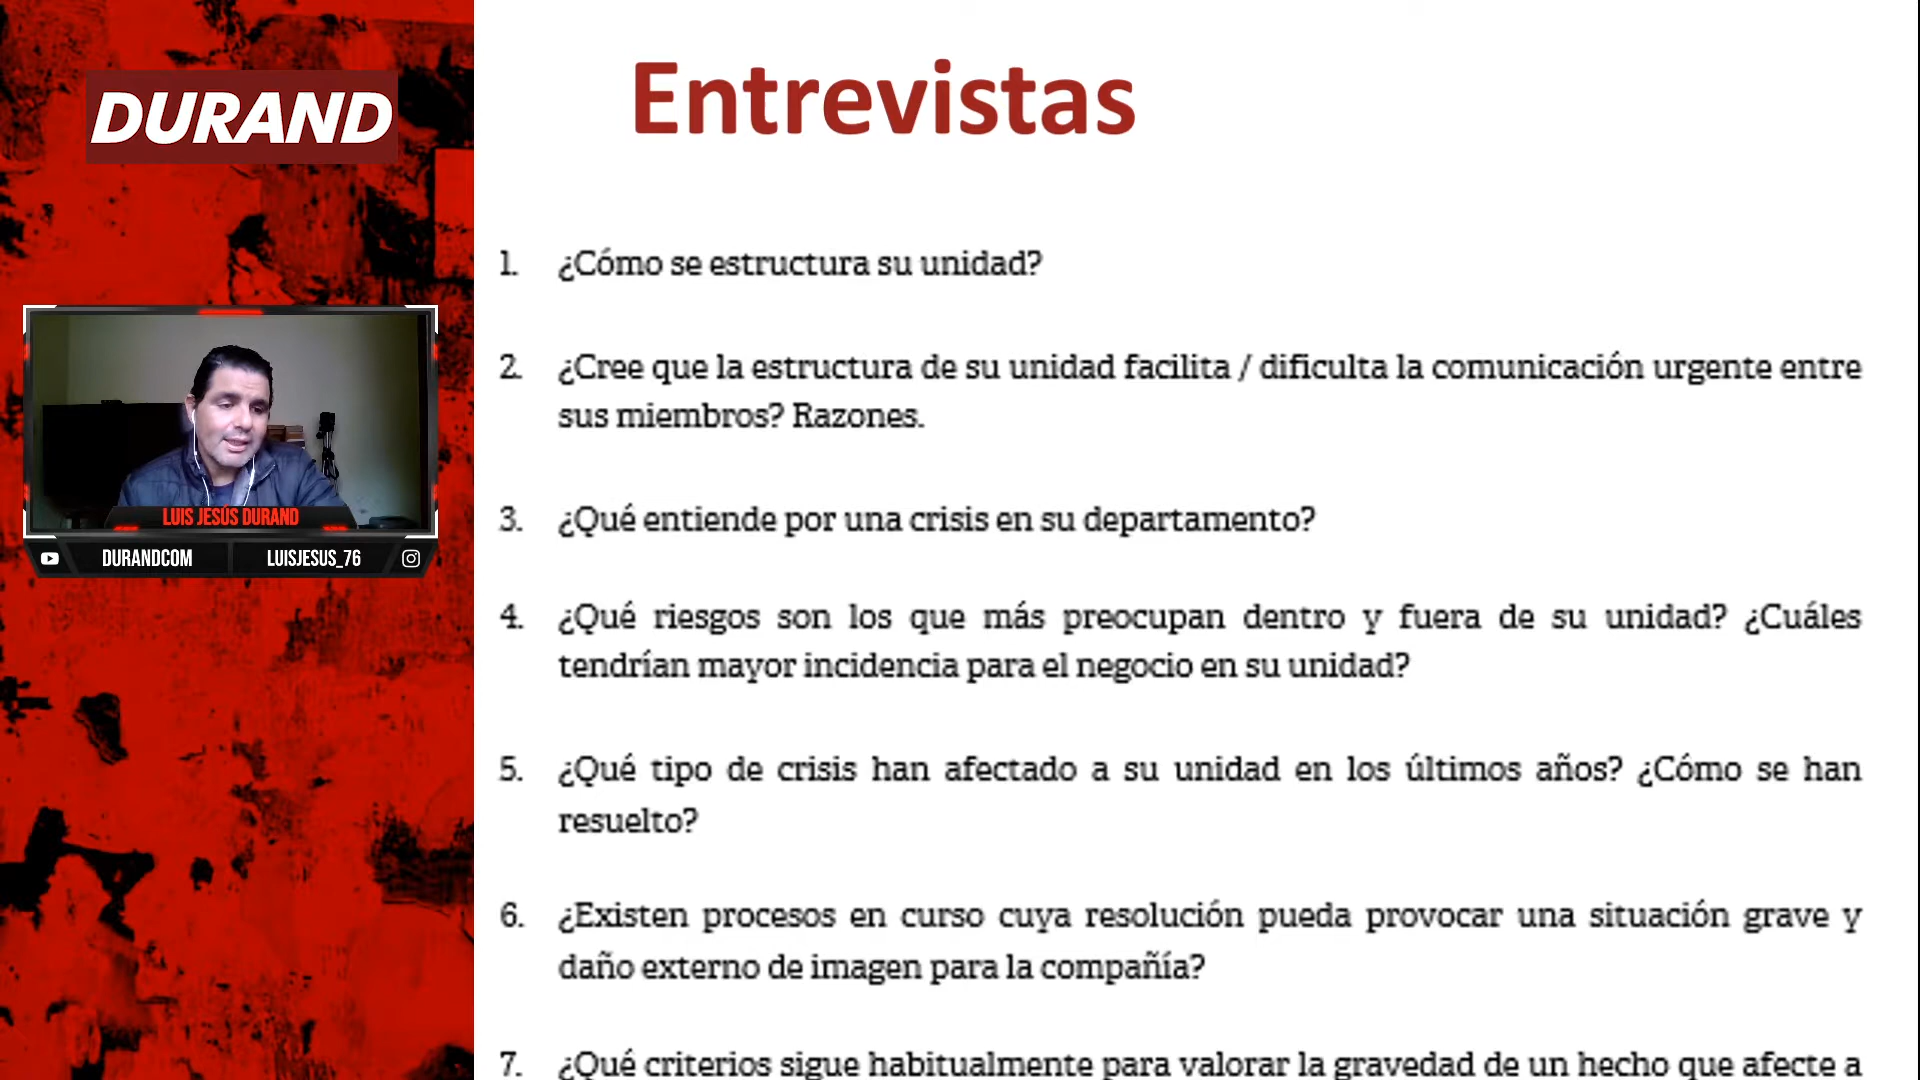 DURAND
LUIS JESÚS DURAND
DURANDCOM
LUISJESUS_76
Entrevistas
1. ¿Cómo se estructura su unidad?
2. ¿Cree que la estructura de su unidad facilita / dificulta la comunicación urgente entre
sus miembros? Razones.
3. ¿Qué entiende por una crisis en su departamento?
4. ¿Qué riesgos son los que más preocupan dentro y fuera de su unidad? ¿Cuáles
tendrían mayor incidencia para el negocio en su unidad?
5. ¿Qué tipo de crisis han afectado a su unidad en los últimos años? ¿Cómo se han
resuelto?
6. ¿Existen procesos en curso cuya resolución pueda provocar una situación grave y
daño externo de imagen para la compañía?
7. ¿Qué criterios sigue habitualmente para valorar la gravedad de un hecho que afecte a